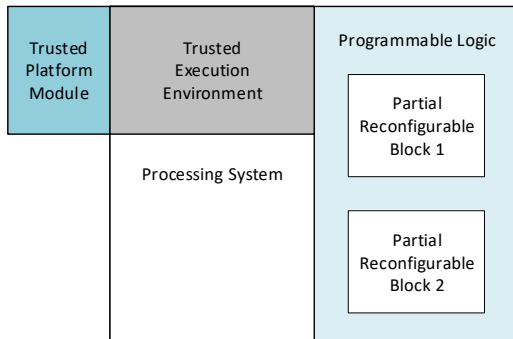 Trusted
Platform
Module
Trusted
Execution
Environment
Processing System
Programmable Logic
Partial
Reconfigurable
Block 1
Partial
Reconfigurable
Block 2